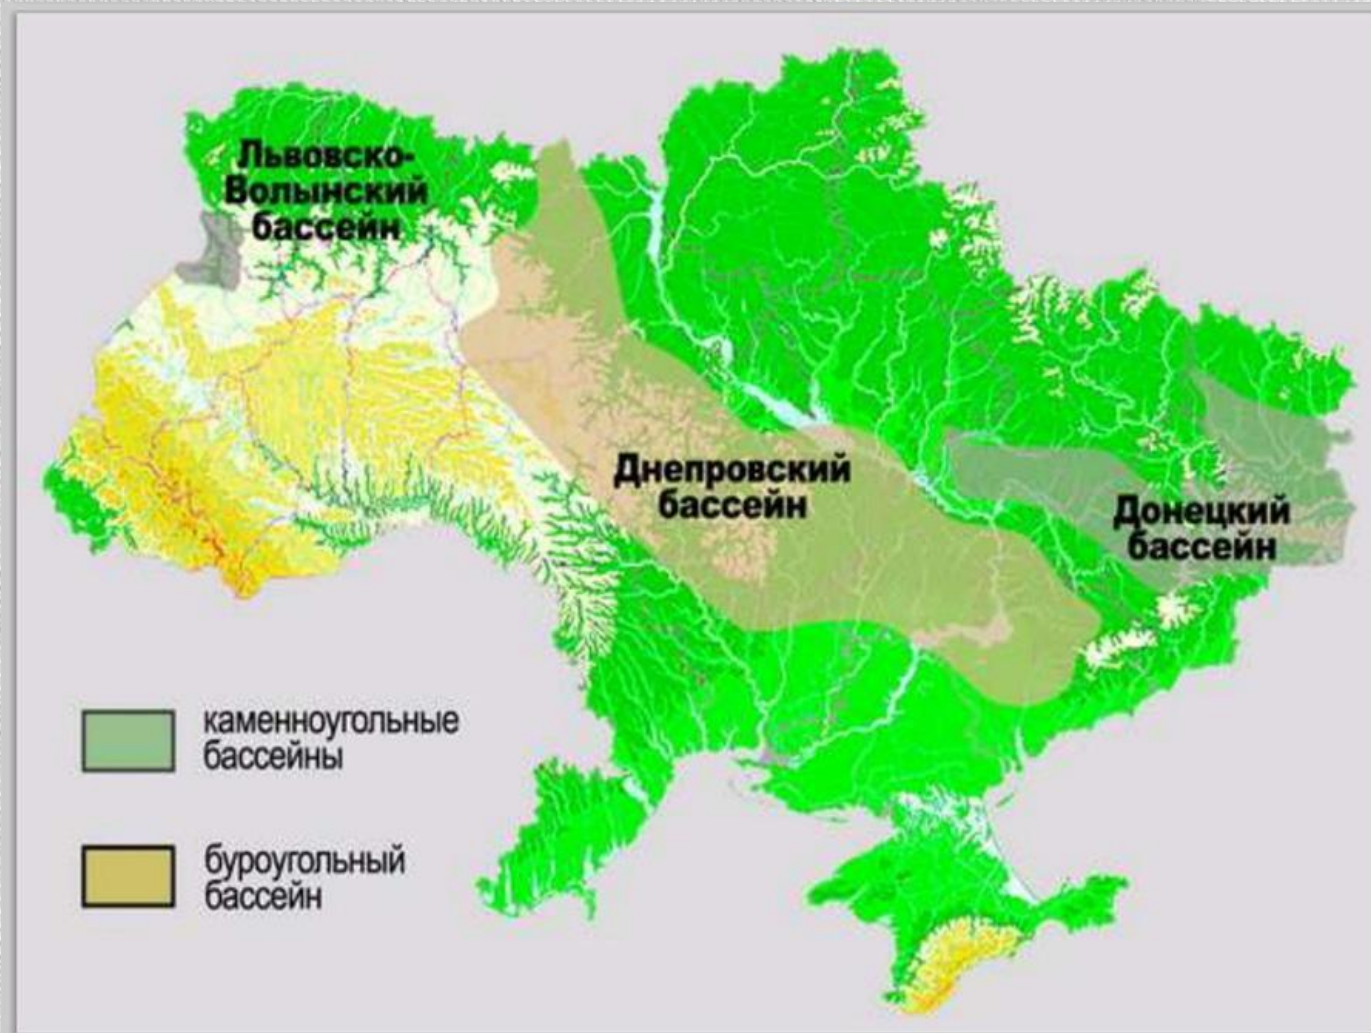 Львовско-
Волынский
бассейн
Днепровский
бассейн
Донецкий
бассейн
каменноугольные
бассейны
буроугольный
бассейн